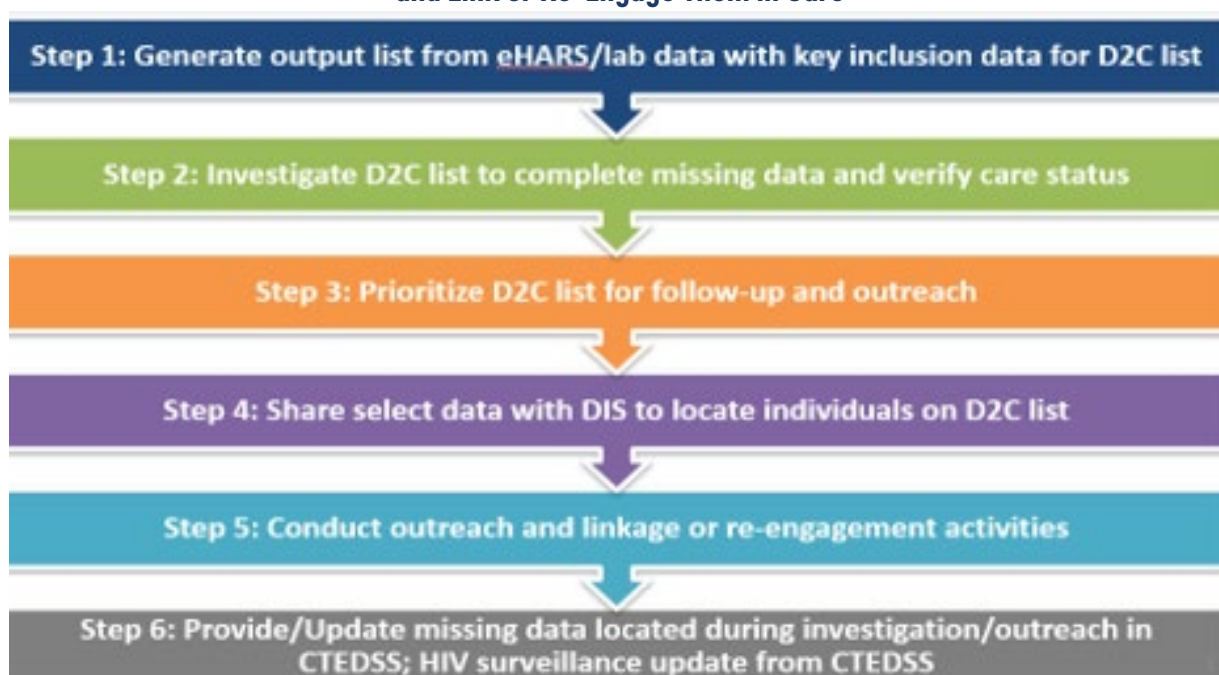 Step 1: Generate output list from eHARS/lab data with key inclusion data for D2C list
Step 2: Investigate D2C list to complete missing data and verify care status
Step 3: Prioritize D2C list for follow-up and outreach
Step 4: Share select data with DIS to locate individuals on D2C list
Step 5: Conduct outreach and linkage or re-engagement activities
Step 6: Provide/Update missing data located during investigation/outreach in
CTEDSS; HIV surveillance update from CTEDSS